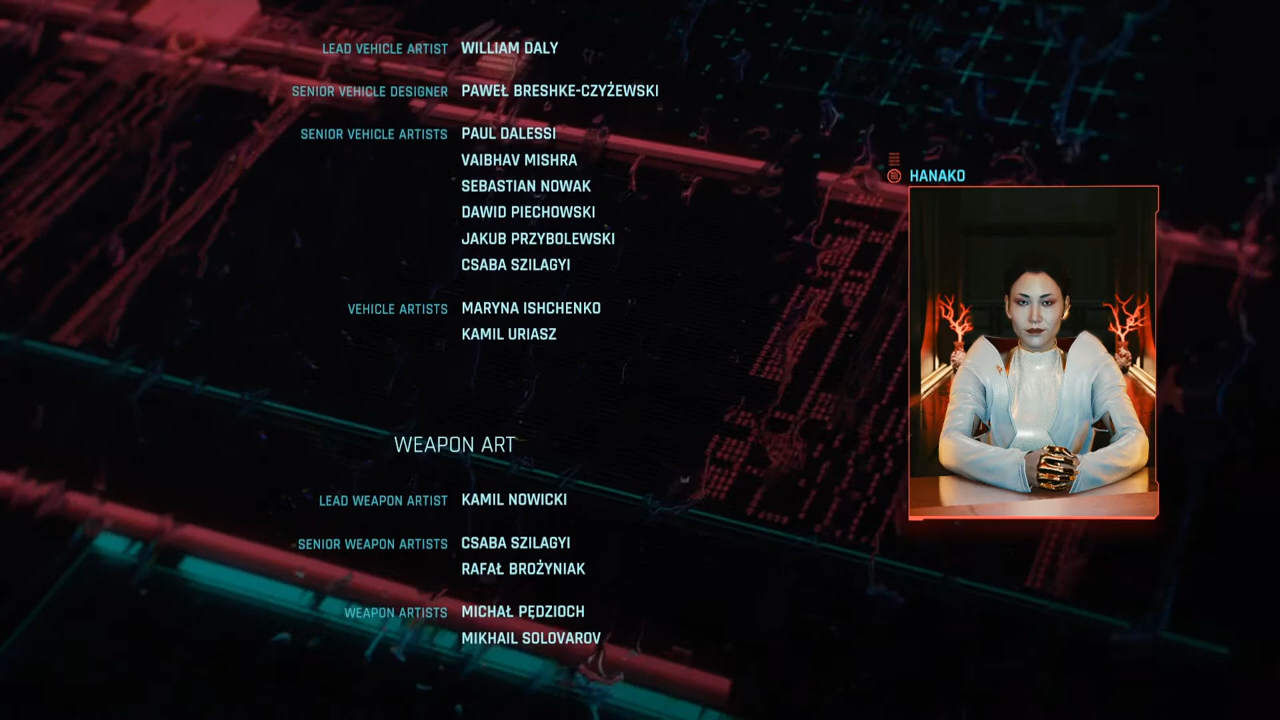 LEAD VEHICLE ARTIST WILLIAM DALY
SENIOR VEHICLE DESIGNER PAWEŁ BRESHKE-CZYŻEWSKI
SENIOR VEHICLE ARTISTS PAUL DALESSI
VAIBHAV MISHRA
SEBASTIAN NOWAK
DAWID PIECHOWSKI
JAKUB PRZYBOLEWSKI
CSABA SZILAGYI
VEHICLE ARTISTS MARYNA ISHCHENKO
KAMIL URIASZ
WEAPON ART
LEAD WEAPON ARTIST KAMIL NOWICKI
SENIOR WEAPON ARTISTS CSABA SZILAGYI
RAFAŁ BROŻYNIAK
WEAPON ARTISTS MICHAŁ PĘDZIOCH
MIKHAIL SOLOVAROV
HANAKO